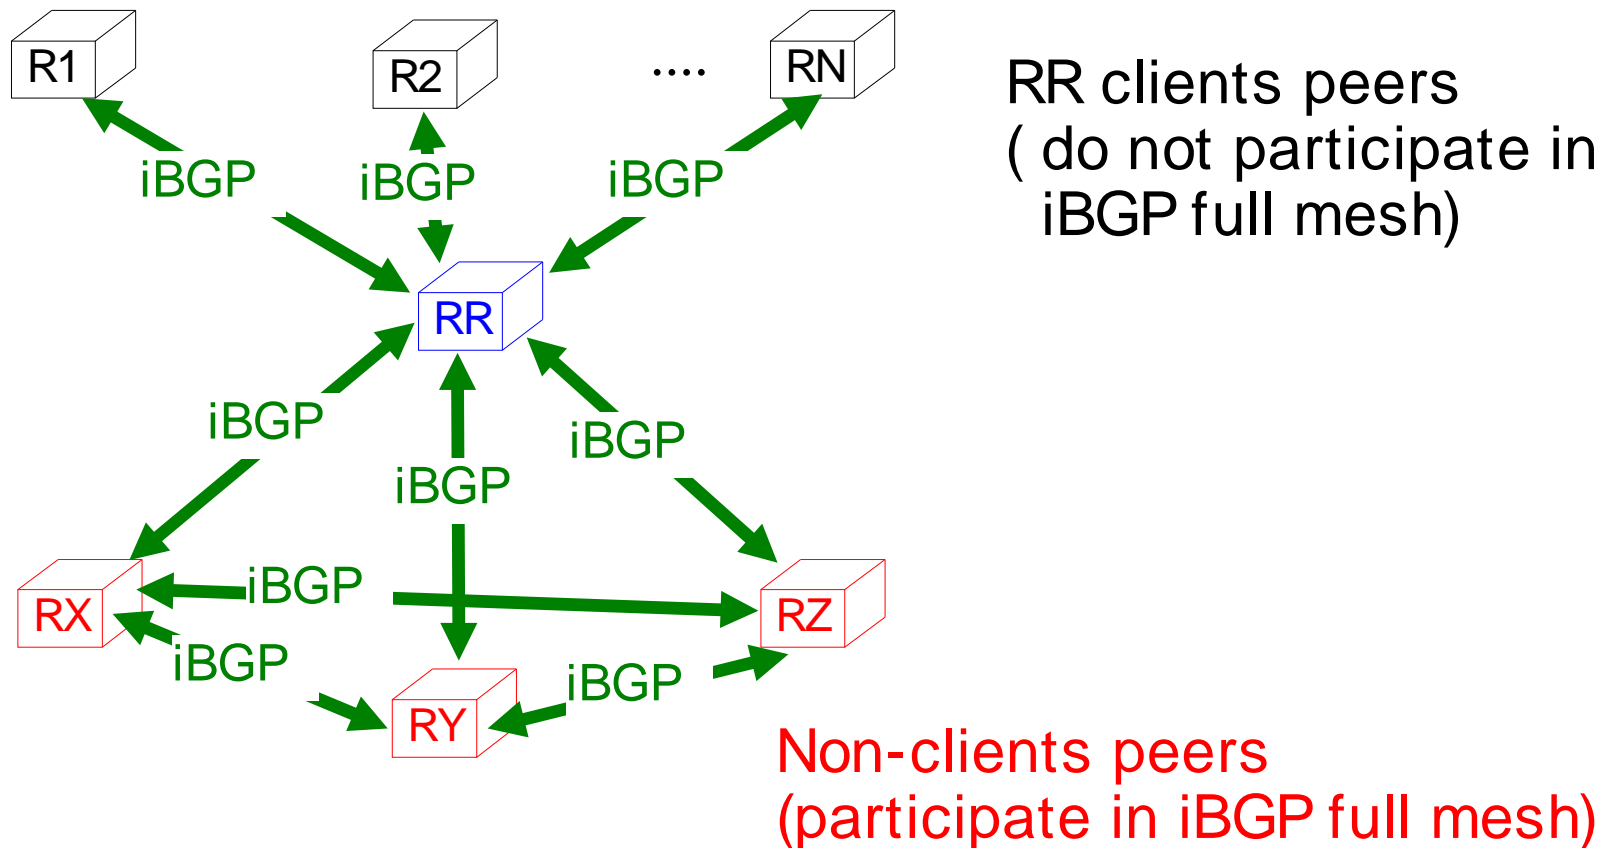 R1
R2
....
RN
RR clients peers
( do not participate in
iBGP full mesh)
iBGP
iBGP
iBGP
RR
iBGP
iBGP
iBGP
iBGP
RX
RZ
iBGP
iBGP
RY
Non-clients peers
(participate in iBGP full mesh)